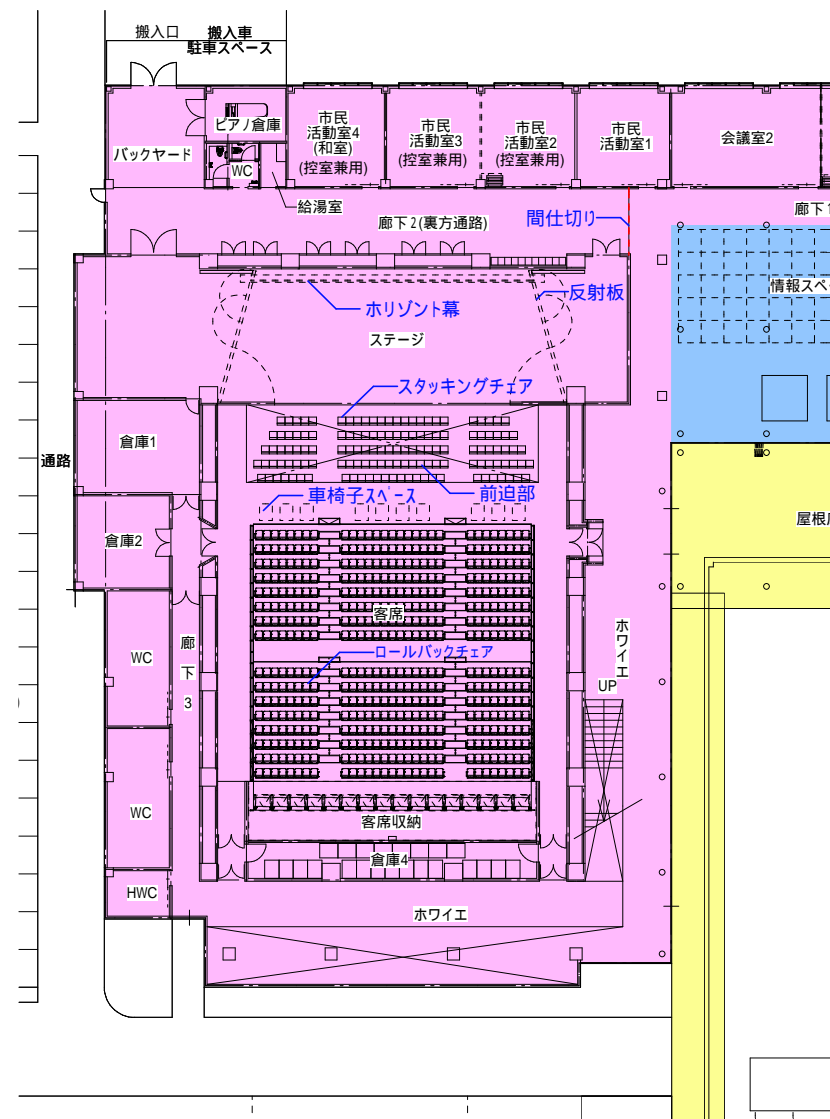 搬入口
搬入車
駐車スペース
ピアノ倉庫
バックヤード
WC
給湯室
市民
活動室4
(和室)
(控室兼用)
市民
活動室3
(控室兼用)
市民
活動室2
(控室兼用)
市民
活動室1
会議室2
廊下2(裏方通路)
間仕切り
廊下1
情報スペ
ホリゾント幕
反射板
ステージ
スタッキングチェア
倉庫1
通路
車椅子スペース
前迫部
倉庫2
屋根
客席
ロールバックチェア
WC
廊下3
ホワイエ
UP
WC
客席収納
倉庫4
HWC
ホワイエ